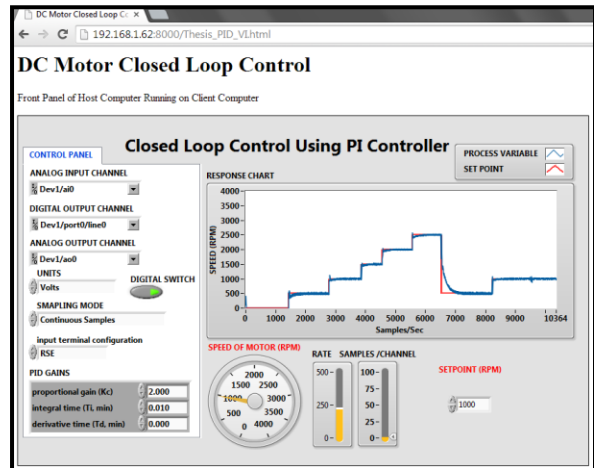 DC Motor Closed Loop Co
192.168.1.62:8000/Thesis_PID_VI.html
DC Motor Closed Loop Control
Front Panel of Host Computer Running on Client Computer
Closed Loop Control Using PI Controller
PROCESS VARIABLE
SET POINT
CONTROL PANEL
ANALOG INPUT CHANNEL
Dev1/ai0
DIGITAL OUTPUT CHANNEL
Dev1/port0/line0
ANALOG OUTPUT CHANNEL
Dev1/ao0
UNITS
Volts
DIGITAL SWITCH
SMAPLING MODE
Continuous Samples
input terminal configuration
RSE
PID GAINS
proportional gain (Kc) 2.000
integral time (Ti, min) 0.010
derivative time (Td, min) 0.000
RESPONSE CHART
SPEED (RPM)
4000
3500
3000
2500
2000
1500
1000
500
0
0 1000 2000 3000 4000 5000 6000 7000 8000 9000 10364
Samples/Sec
SPEED OF MOTOR (RPM)
0 500 1000 1500 2000 2500 3000 3500 4000
RATE
500
250
0
SAMPLES /CHANNEL
100
75
50
25
0
SETPOINT (RPM)
1000